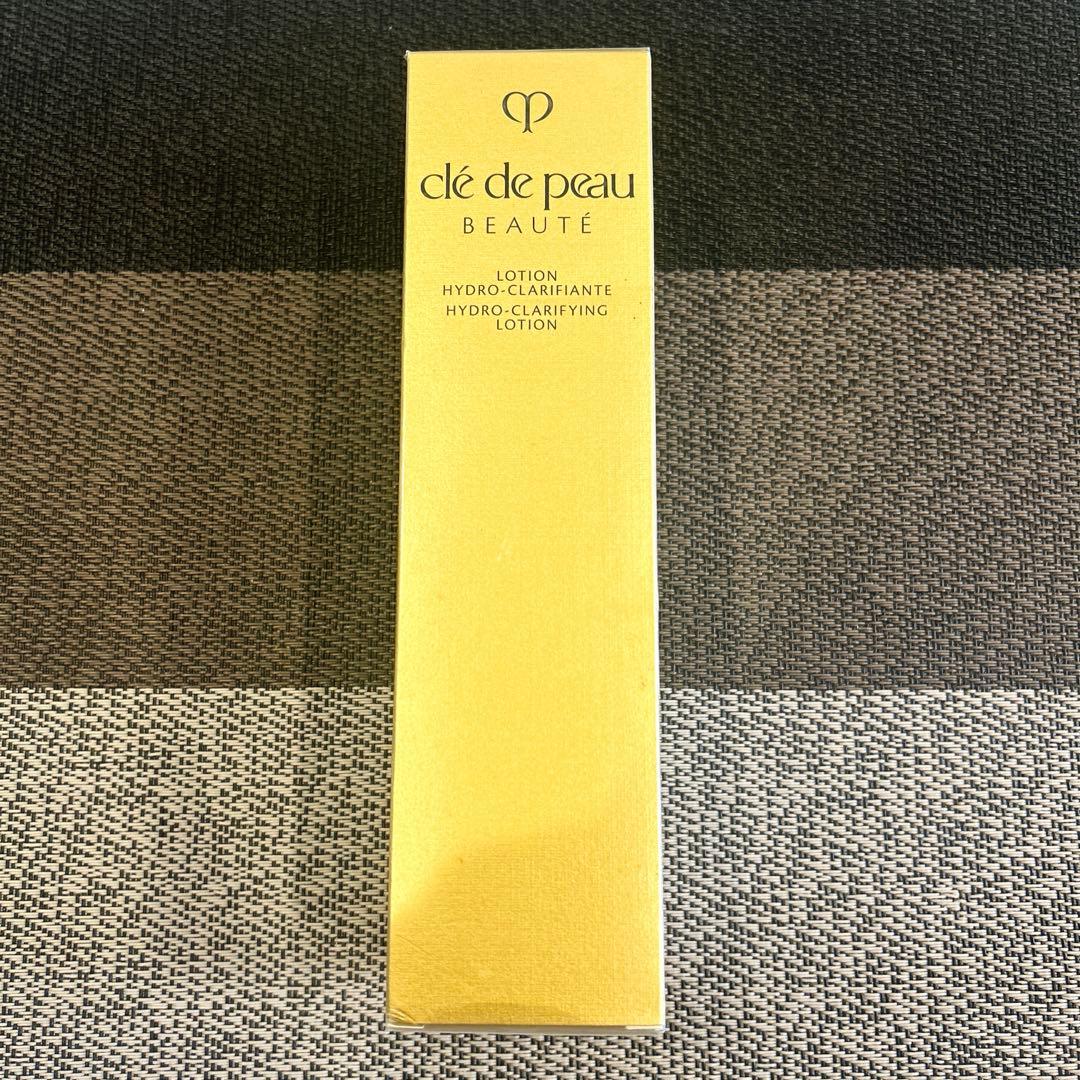 clé de peau
BEAUTÉ
LOTION
HYDRO-CLARIFIANTE
HYDRO-CLARIFYING
LOTION